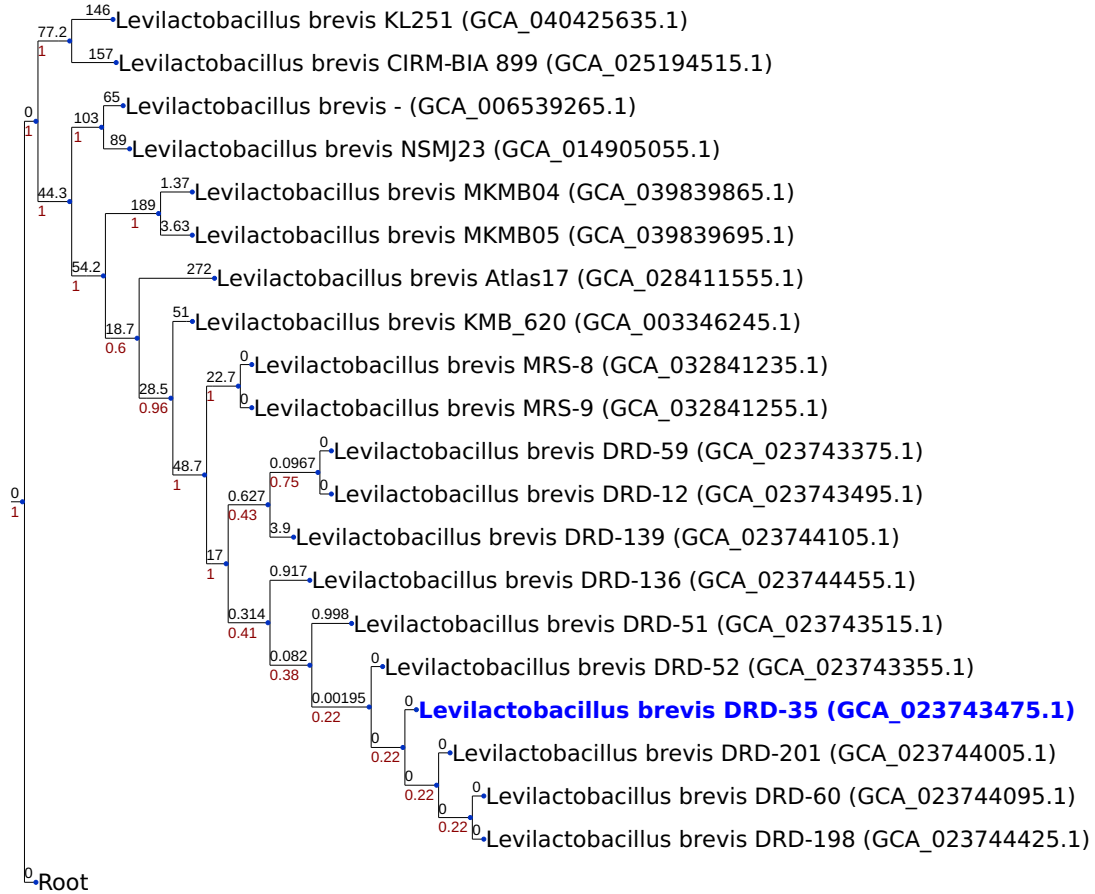 146
Levilactobacillus brevis KL251 (GCA_040425635.1)
77.2
1
157
Levilactobacillus brevis CIRM-BIA 899 (GCA_025194515.1)
65
Levilactobacillus brevis - (GCA_006539265.1)
0
1
103
1
89
Levilactobacillus brevis NSMJ23 (GCA_014905055.1)
1.37
Levilactobacillus brevis MKMB04 (GCA_039839865.1)
44.3
1
189
1
3.63
Levilactobacillus brevis MKMB05 (GCA_039839695.1)
54.2
1
272
Levilactobacillus brevis Atlas17 (GCA_028411555.1)
51
Levilactobacillus brevis KMB_620 (GCA_003346245.1)
18.7
0.6
0
Levilactobacillus brevis MRS-8 (GCA_032841235.1)
28.5
0.96
22.7
1
0
Levilactobacillus brevis MRS-9 (GCA_032841255.1)
0
Levilactobacillus brevis DRD-59 (GCA_023743375.1)
48.7
1
0.0967
0.75
0
Levilactobacillus brevis DRD-12 (GCA_023743495.1)
0
1
0.627
0.43
3.9
Levilactobacillus brevis DRD-139 (GCA_023744105.1)
17
1
0.917
Levilactobacillus brevis DRD-136 (GCA_023744455.1)
0.314
0.41
0.998
Levilactobacillus brevis DRD-51 (GCA_023743515.1)
0.082
0.38
0
Levilactobacillus brevis DRD-52 (GCA_023743355.1)
0.00195
0.22
0
Levilactobacillus brevis DRD-35 (GCA_023743475.1)
0
0.22
0
Levilactobacillus brevis DRD-201 (GCA_023744005.1)
0
0.22
0
Levilactobacillus brevis DRD-60 (GCA_023744095.1)
0
0.22
0
Levilactobacillus brevis DRD-198 (GCA_023744425.1)
0
Root